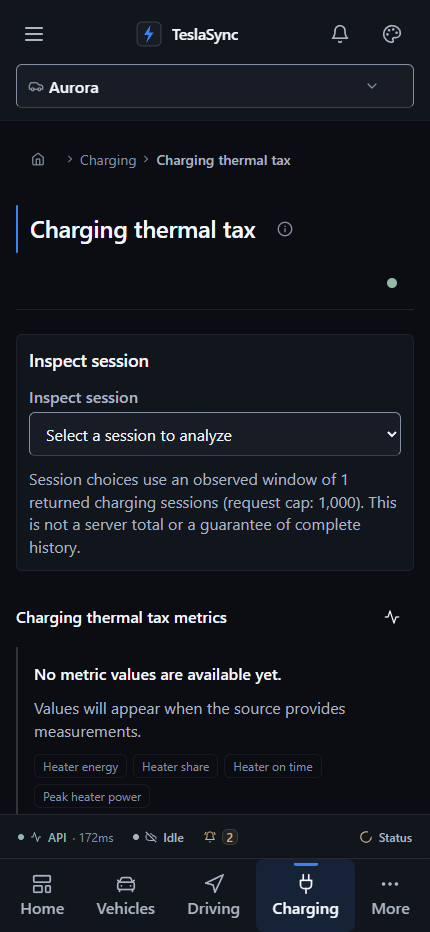 TeslaSync
Aurora
Charging
Charging thermal tax
Charging thermal tax
Inspect session
Inspect session
Select a session to analyze
Session choices use an observed window of 1
returned charging sessions (request cap: 1,000). This
is not a server total or a guarantee of complete
history.
Charging thermal tax metrics
No metric values are available yet.
Values will appear when the source provides
measurements.
Heater energy
Heater share
Heater on time
Peak heater power
API · 172ms
Idle
2
Status
Home
Vehicles
Driving
Charging
More